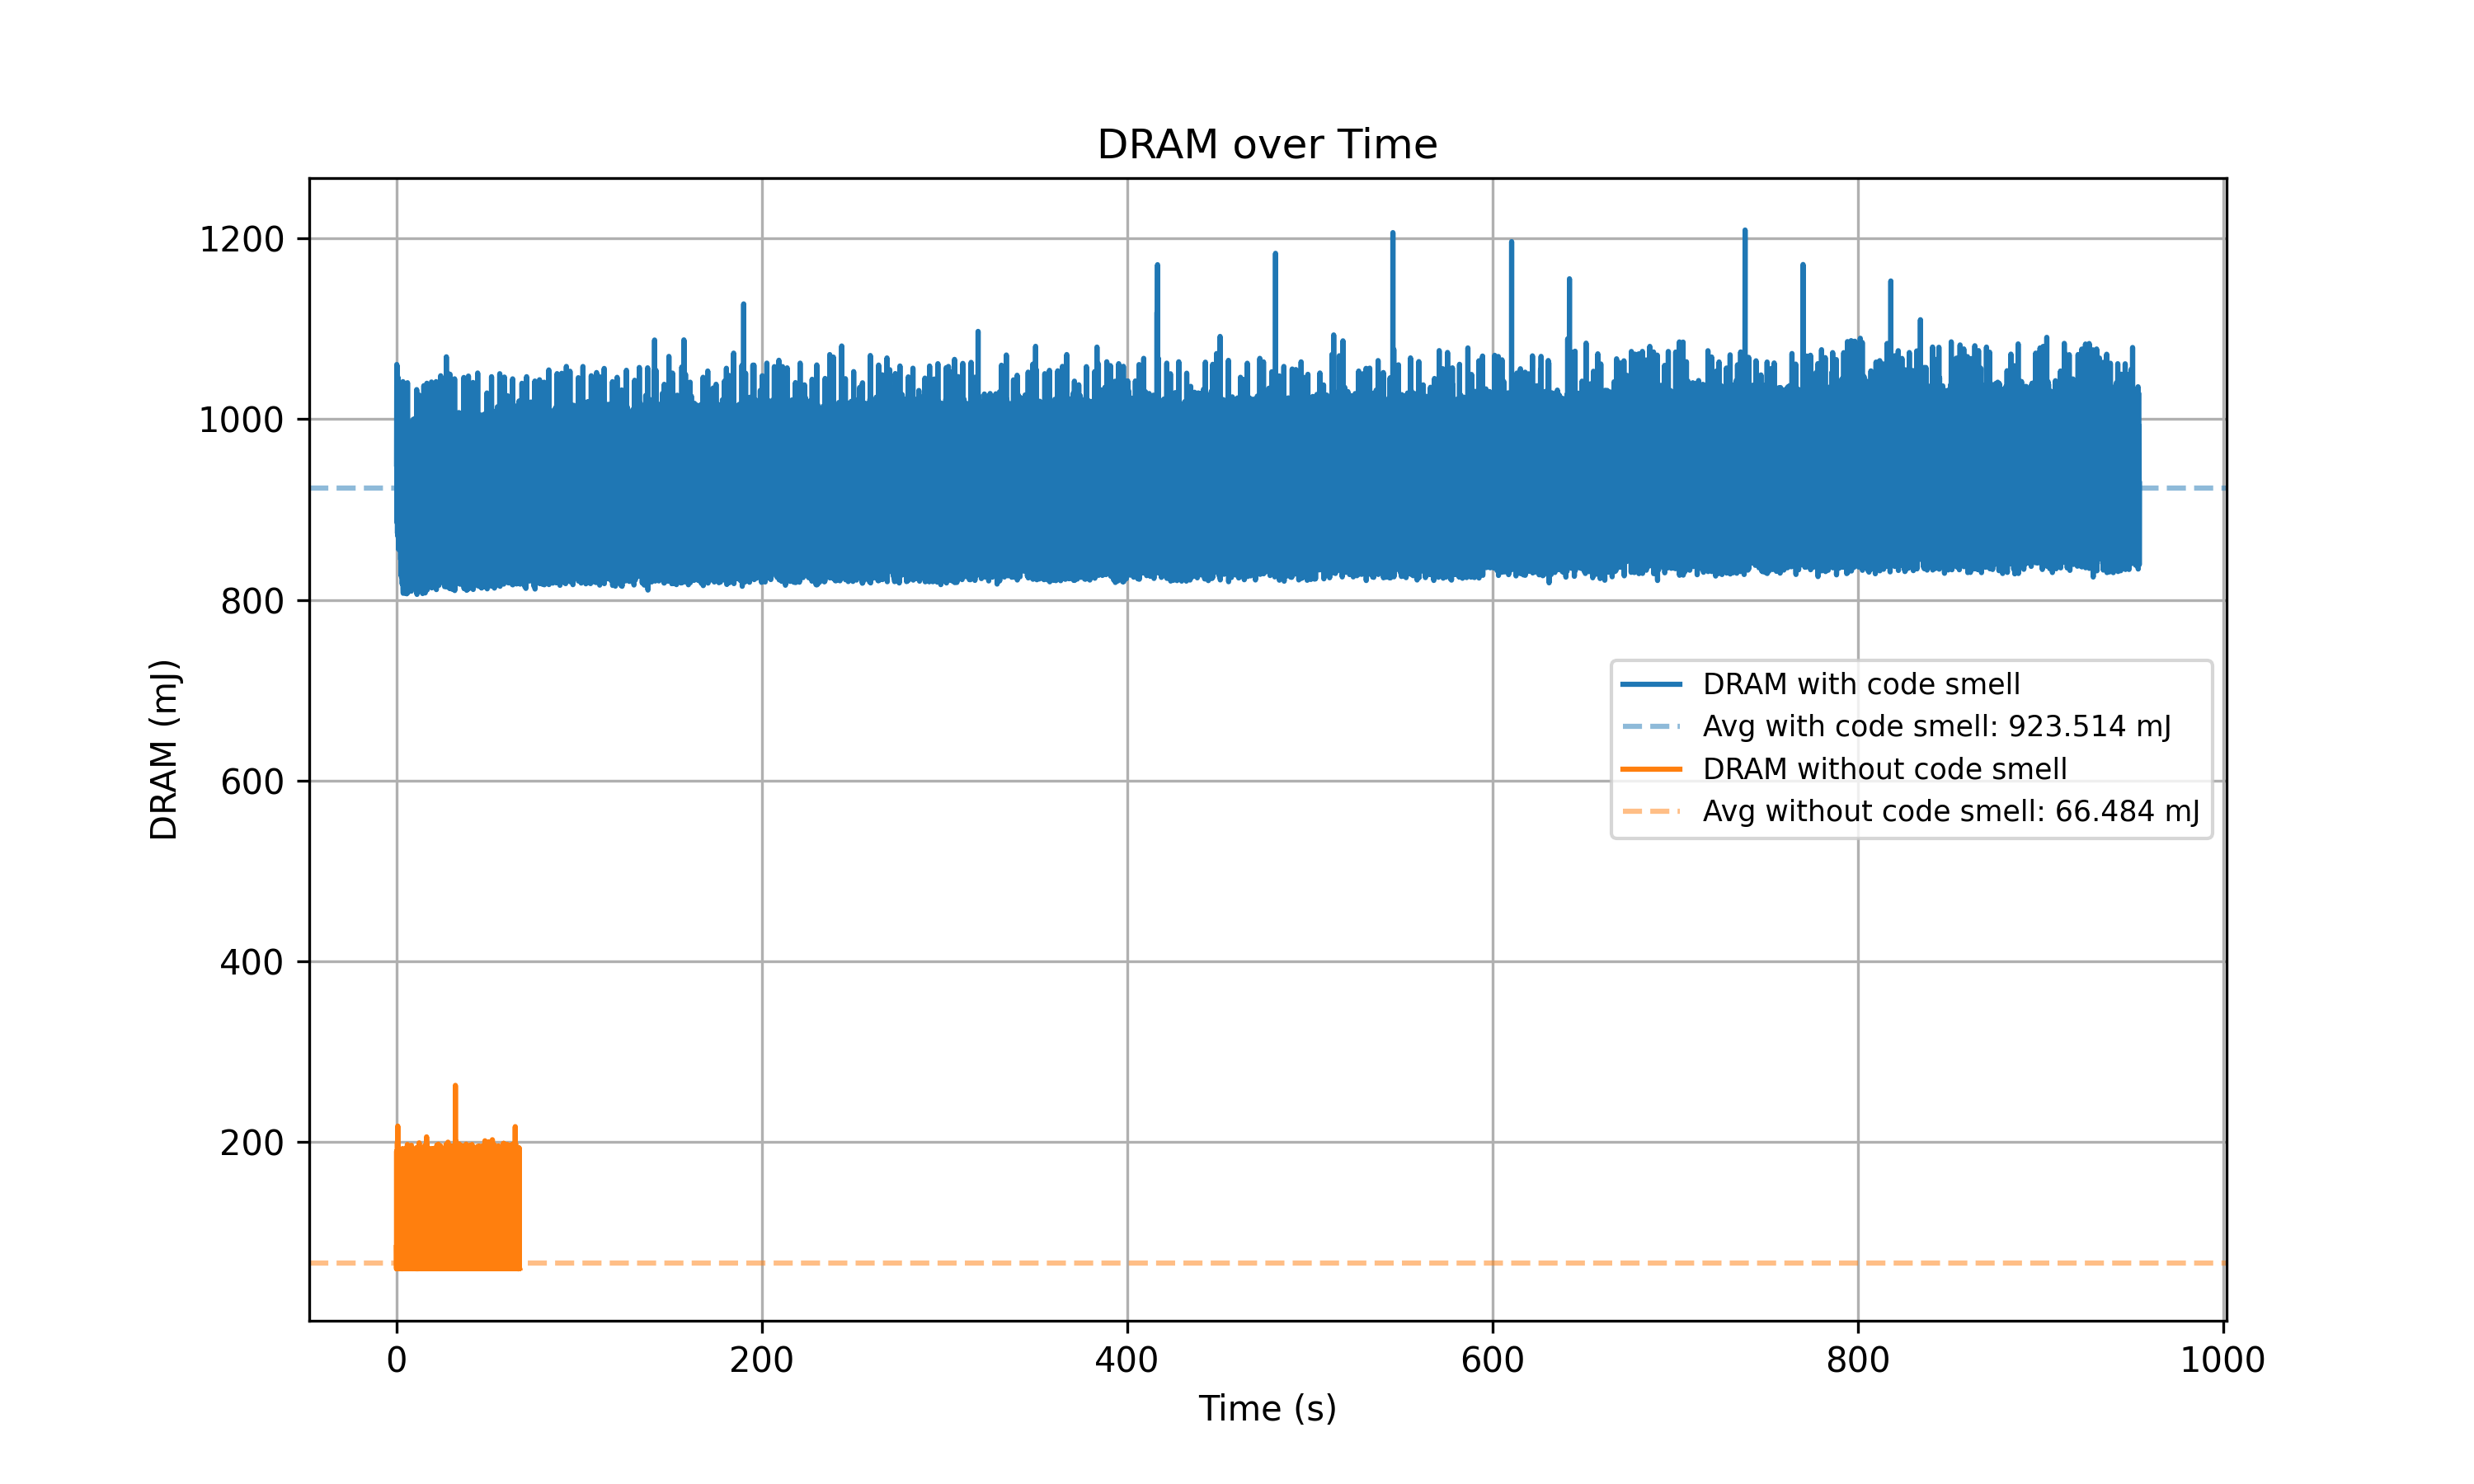 DRAM over Time
1200
1000
800
600
400
200
DRAM (mJ)
DRAM with code smell
Avg with code smell: 923.514 mJ
DRAM without code smell
Avg without code smell: 66.484 mJ
0 200 400 600 800 1000
Time (s)